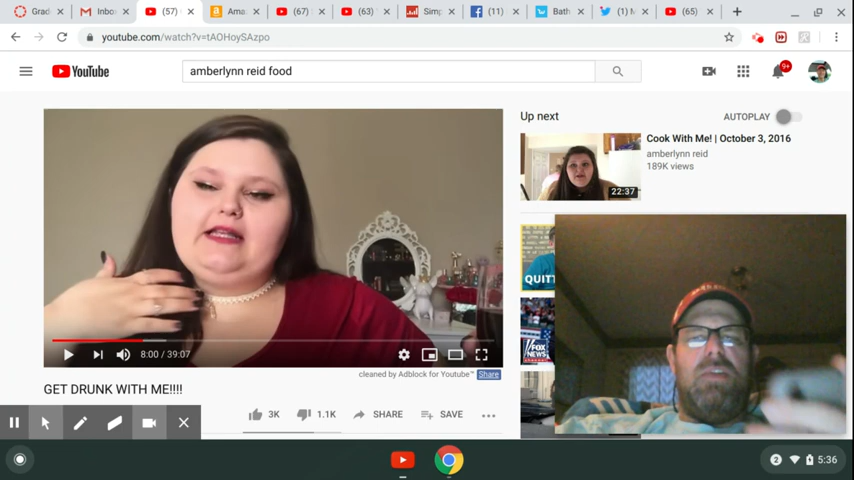 Grad
Inbo
(57)
Ama
(67)
(63)
Simp
(11)
Bath
(1) M
(65)
youtube.com/watch?v=tAOHoySAzpo
YouTube
amberlynn reid food
9+
Up next
AUTOPLAY
Cook With Me! | October 3, 2016
amberlynn reid
189K views
22:37
QUIT
FOX
NEWS
8:00 / 39:07
cleaned by Adblock for Youtube™ Share
GET DRUNK WITH ME!!!!
3K
1.1K
SHARE
SAVE
2
5:36